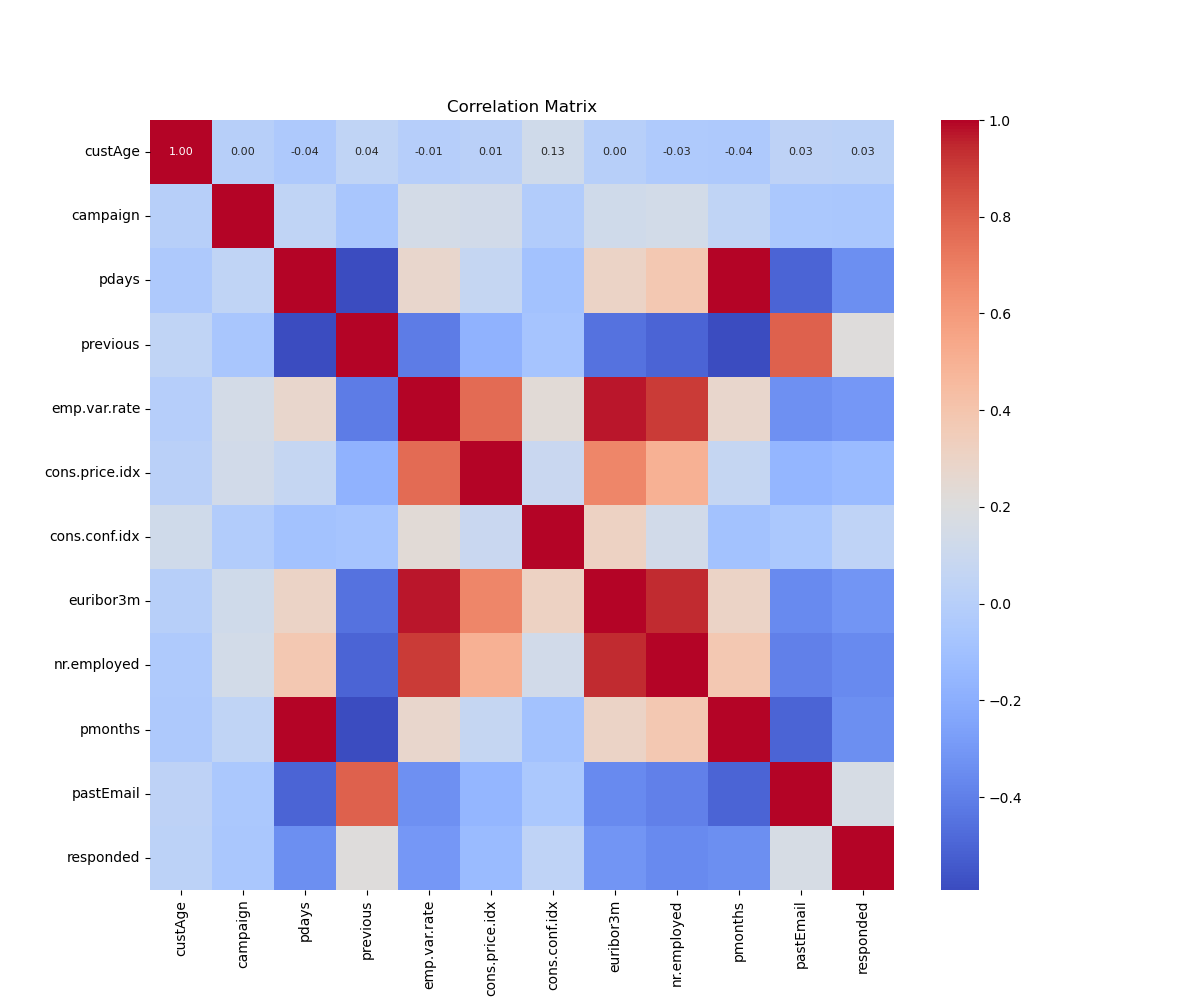 Correlation Matrix
custAge 1.00 0.00 -0.04 0.04 -0.01 0.01 0.13 0.00 -0.03 -0.04 0.03 0.03
campaign
pdays
previous
emp.var.rate
cons.price.idx
cons.conf.idx
euribor3m
nr.employed
pmonths
pastEmail
responded
custAge
campaign
pdays
previous
emp.var.rate
cons.price.idx
cons.conf.idx
euribor3m
nr.employed
pmonths
pastEmail
responded
1.0
0.8
0.6
0.4
0.2
0.0
−0.2
−0.4